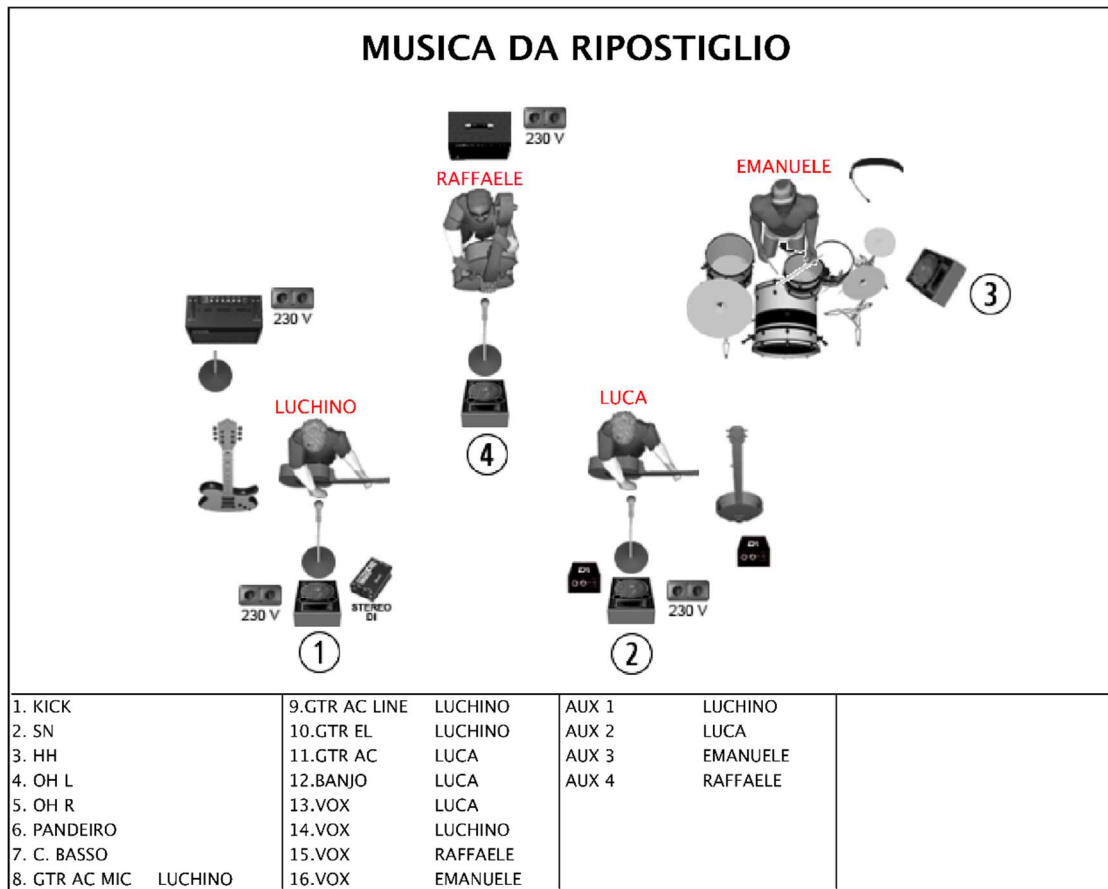 MUSICA DA RIPOSTIGLIO
230 V
RAFFAELE
EMANUELE
230 V
3
LUCHINO
LUCA
4
DI
DI
230 V
STEREO
DI
230 V
1
2
1. KICK
2. SN
3. HH
4. OH L
5. OH R
6. PANDEIRO
7. C. BASSO
8. GTR AC MIC LUCHINO
9.GTR AC LINE LUCHINO
10.GTR EL LUCHINO
11.GTR AC LUCA
12.BANJO LUCA
13.VOX LUCA
14.VOX LUCHINO
15.VOX RAFFAELE
16.VOX EMANUELE
AUX 1 LUCHINO
AUX 2 LUCA
AUX 3 EMANUELE
AUX 4 RAFFAELE